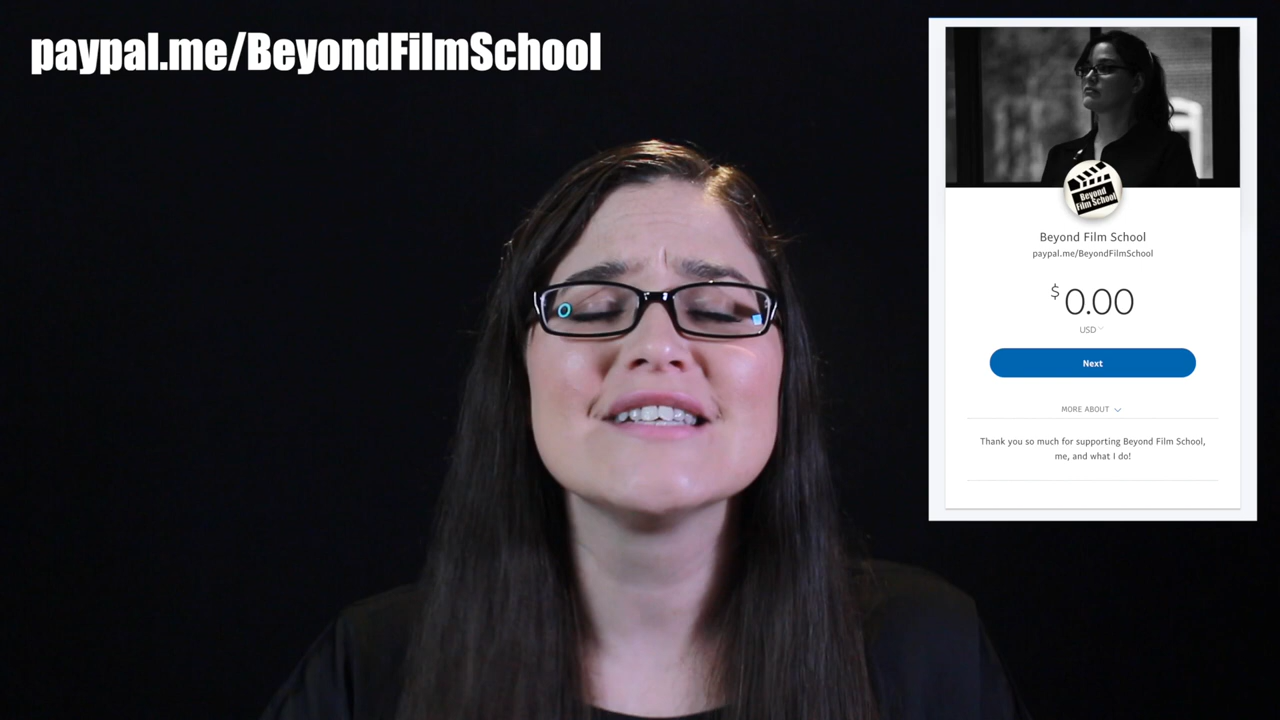 paypal.me/BeyondFilmSchool
Beyond
Film School
Beyond Film School
paypal.me/BeyondFilmSchool
$ 0.00
USD
Next
MORE ABOUT
Thank you so much for supporting Beyond Film School,
me, and what I do!